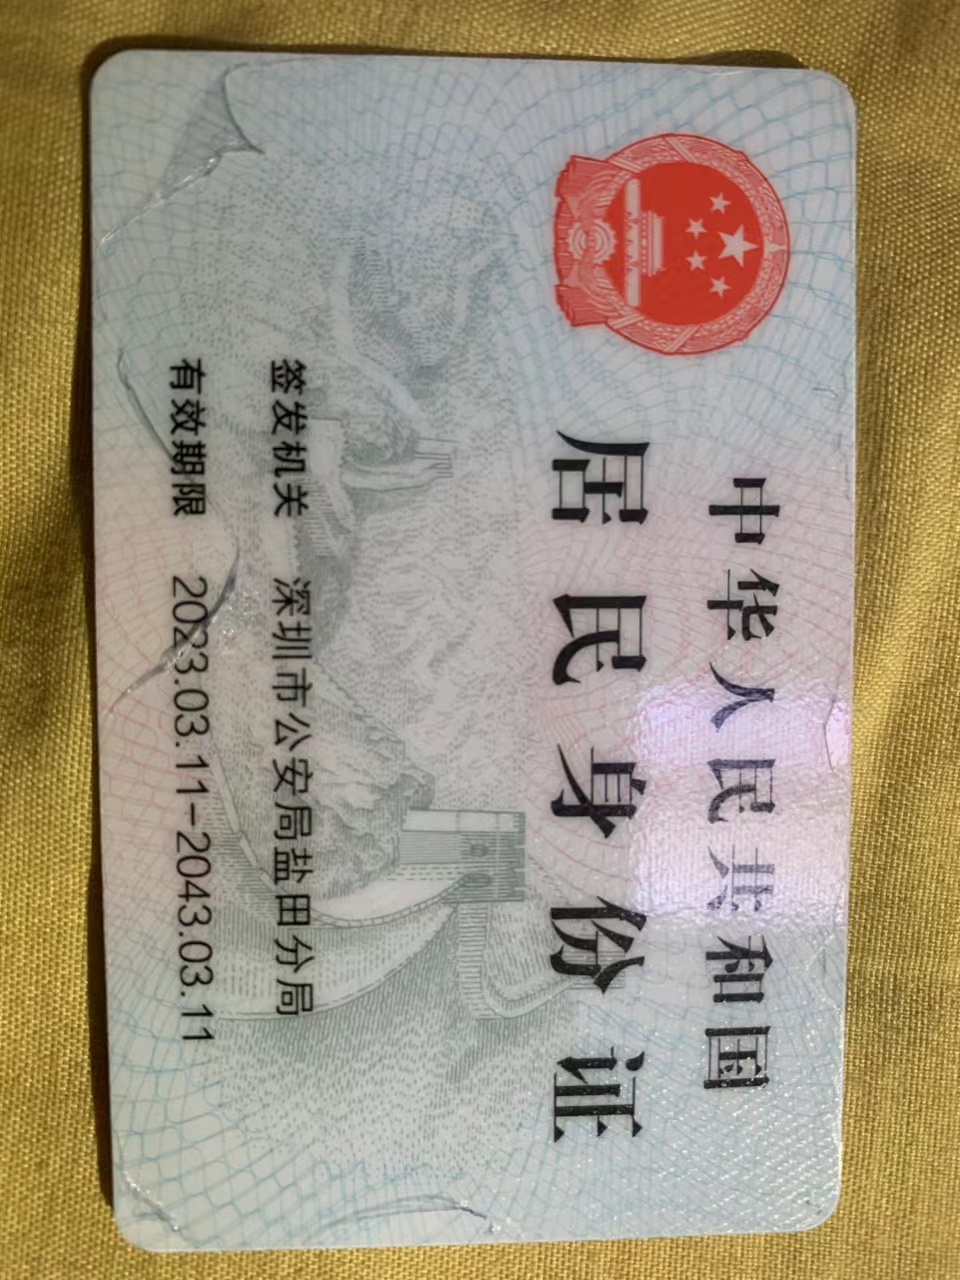 中华人民共和国
居民身份证
签发机关 深圳市公安局盐田分局
有效期限 2023.03.11-2043.03.11